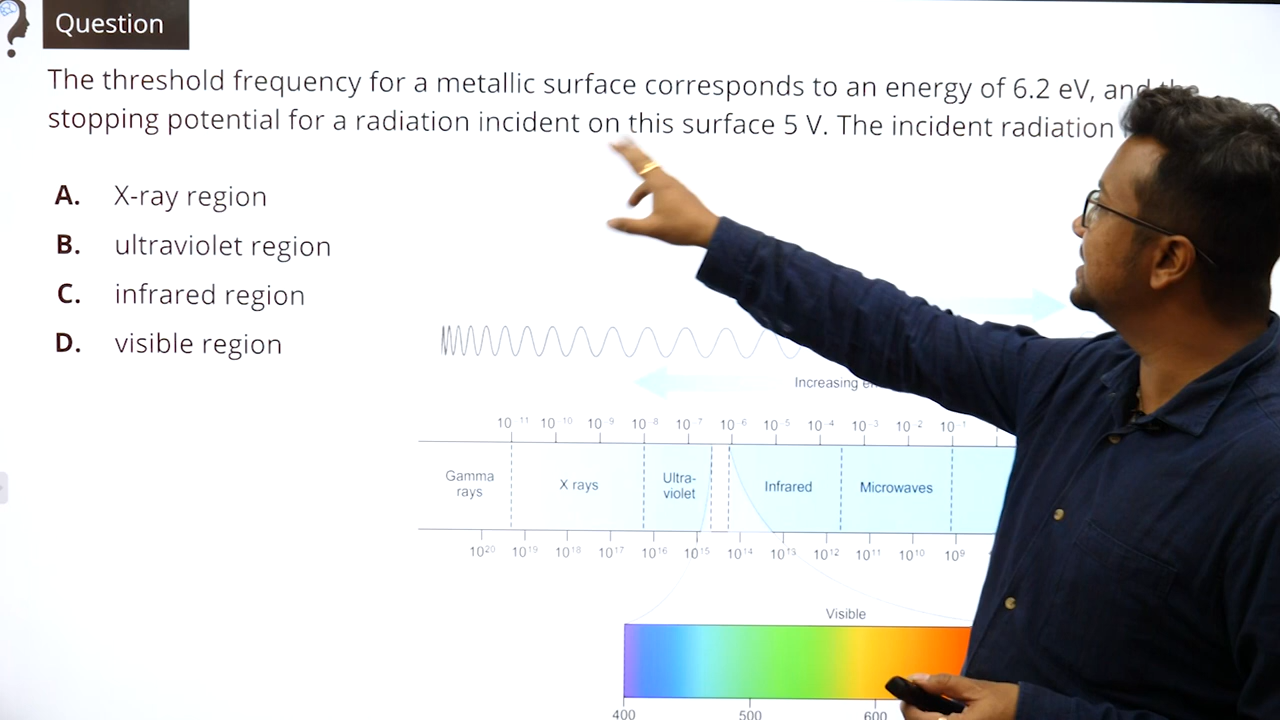 ?
Question
The threshold frequency for a metallic surface corresponds to an energy of 6.2 eV, and the
stopping potential for a radiation incident on this surface 5 V. The incident radiation
A. X-ray region
B. ultraviolet region
C. infrared region
D. visible region
Increasing
10⁻¹¹ 10⁻¹⁰ 10⁻⁹ 10⁻⁸ 10⁻⁷ 10⁻⁶ 10⁻⁵ 10⁻⁴ 10⁻³ 10⁻² 10⁻¹
Gamma
rays
X rays
Ultra-
violet
Infrared
Microwaves
10²⁰ 10¹⁹ 10¹⁸ 10¹⁷ 10¹⁶ 10¹⁵ 10¹⁴ 10¹³ 10¹² 10¹¹ 10¹⁰ 10⁹
Visible
400 500 600